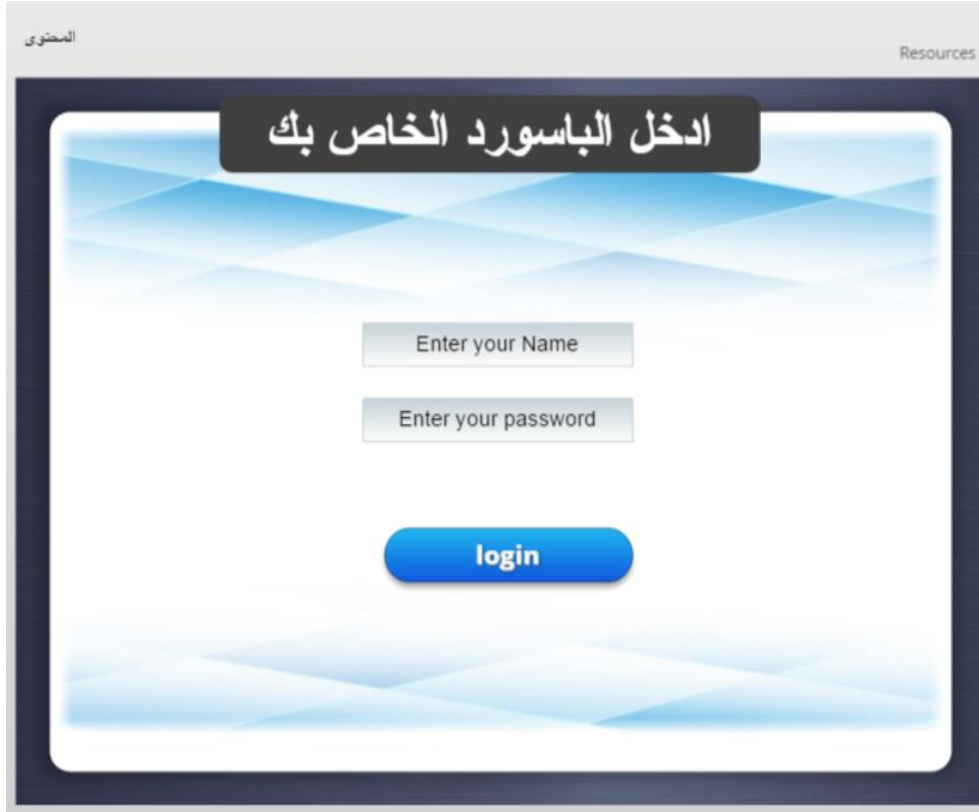 المحتوى
Resources
ادخل الباسورد الخاص بك
Enter your Name
Enter your password
login